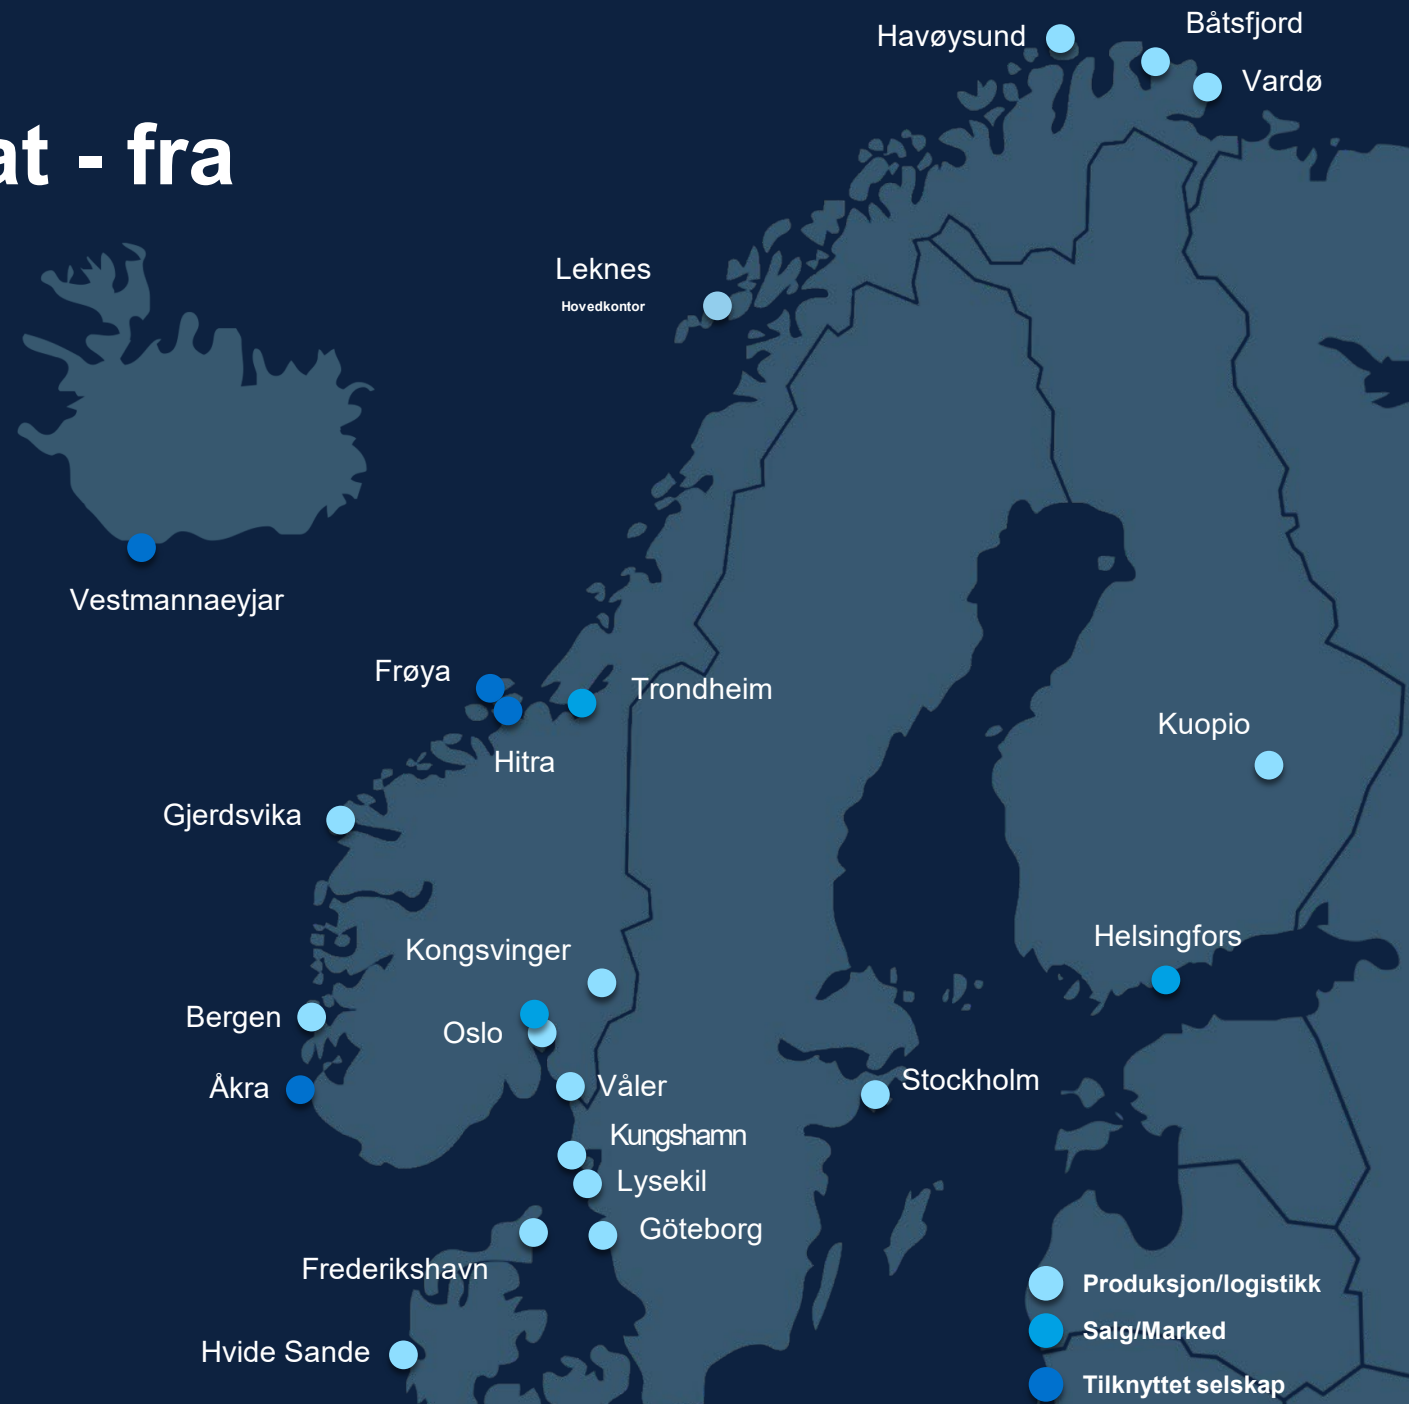 Båtsfjord
Havøysund
Vardø
at - fra
Leknes
Hovedkontor
Vestmannaeyjar
Frøya
Trondheim
Kuopio
Hitra
Gjerdsvika
Helsingfors
Kongsvinger
Bergen
Oslo
Åkra
Våler
Stockholm
Kungshamn
Lysekil
Göteborg
Frederikshavn
Hvide Sande
Produksjon/logistikk
Salg/Marked
Tilknyttet selskap